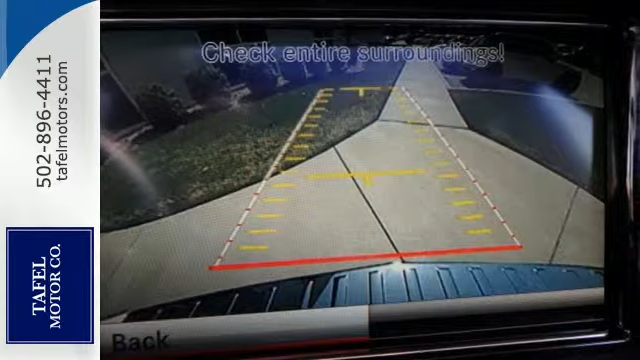 502-896-4411
tafelmotors.com
TAFEL
MOTOR CO.
Check entire surroundings!
Back